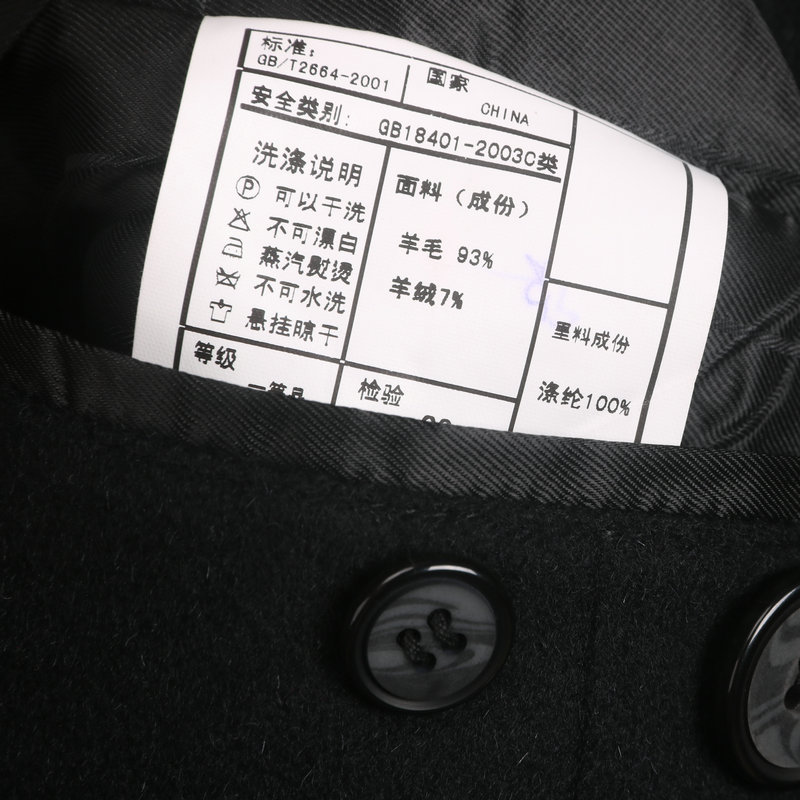 标准:
GB/T2664-2001
国家
CHINA
安全类别:
GB18401-2003C类
洗涤说明
P 可以干洗
不可漂白
蒸汽熨烫
不可水洗
悬挂晾干
面料（成份）
羊毛 93%
羊绒7%
里料成份
涤纶100%
等级
检验